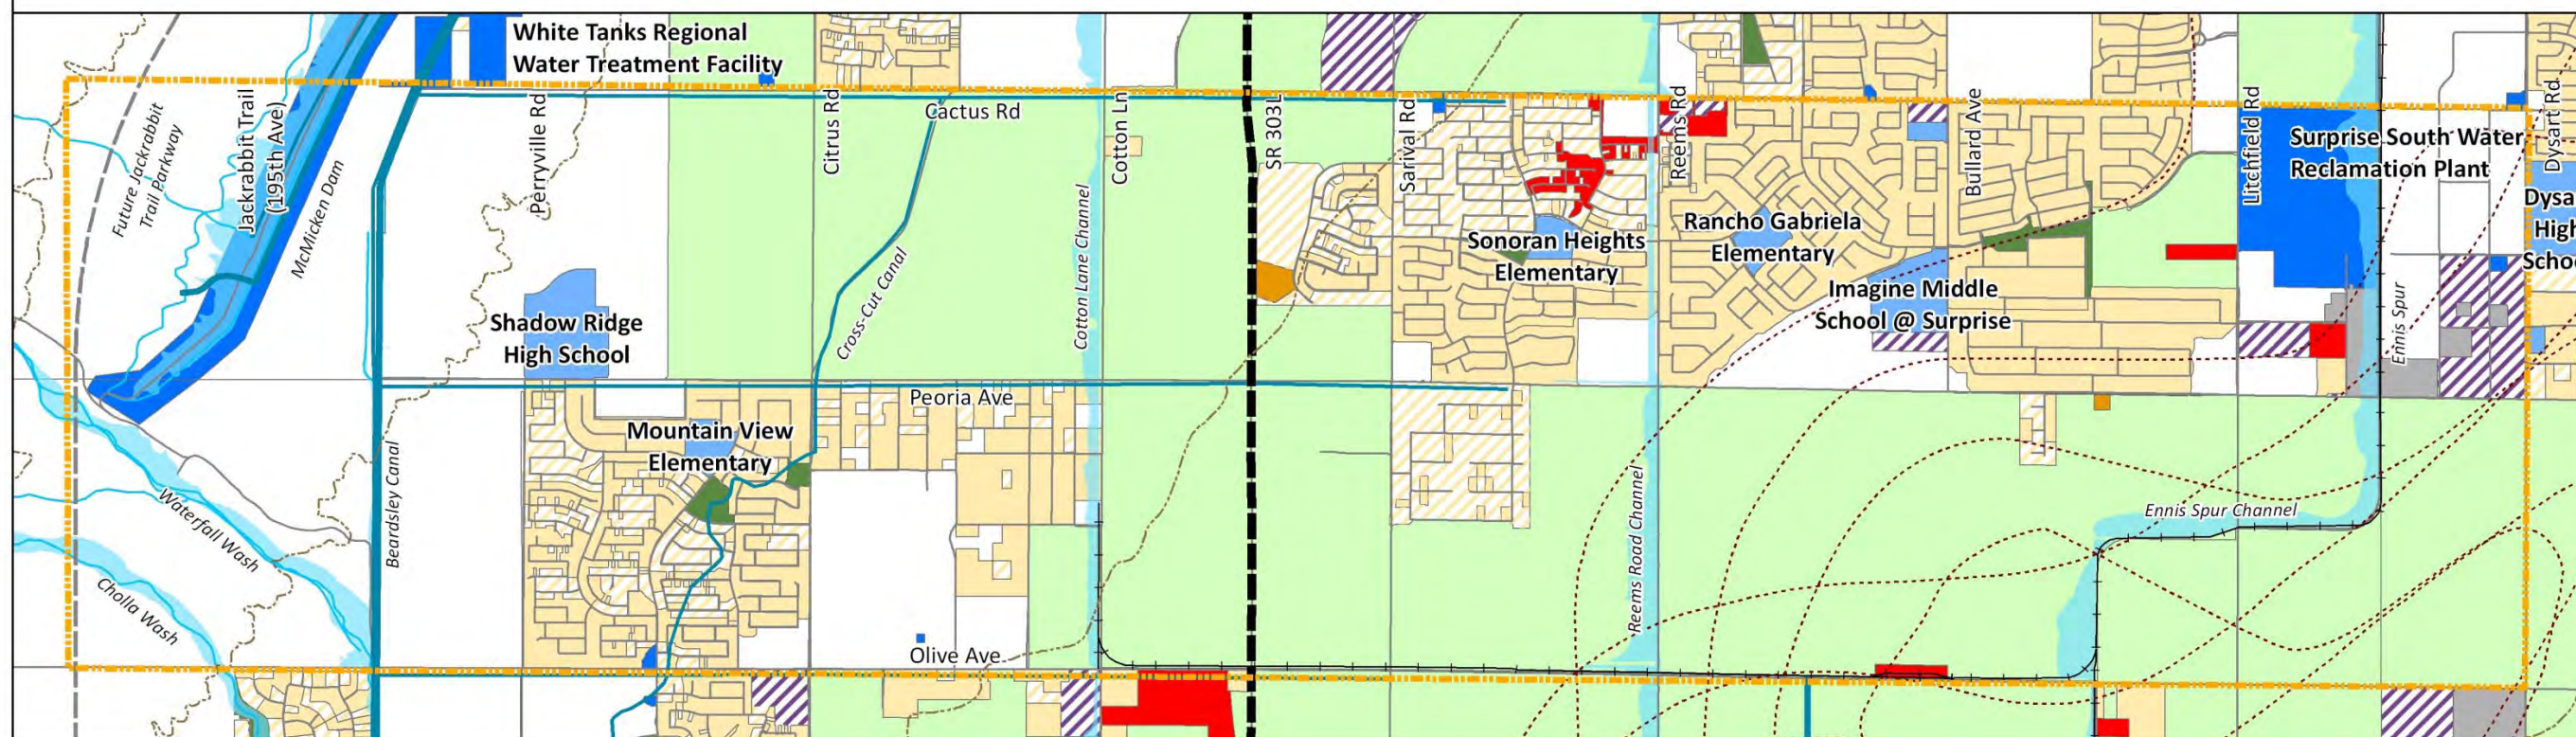 White Tanks Regional
Water Treatment Facility
Future Jackrabbit
Trail Parkway
Jackrabbit Trail
(195th Ave)
McMicken Dam
Perryville Rd
Citrus Rd
Cactus Rd
Cotton Ln
SR 303L
Sarival Rd
Reems Rd
Bullard Ave
Litchfield Rd
Surprise South Water
Reclamation Plant
Dysart Rd
Dysa
High
Scho
Cross-Cut Canal
Cotton Lane Channel
Sonoran Heights
Elementary
Rancho Gabriela
Elementary
Imagine Middle
School @ Surprise
Ennis Spur
Shadow Ridge
High School
Peoria Ave
Mountain View
Elementary
Beardsley Canal
Waterfall Wash
Cholla Wash
Reems Road Channel
Ennis Spur Channel
Olive Ave